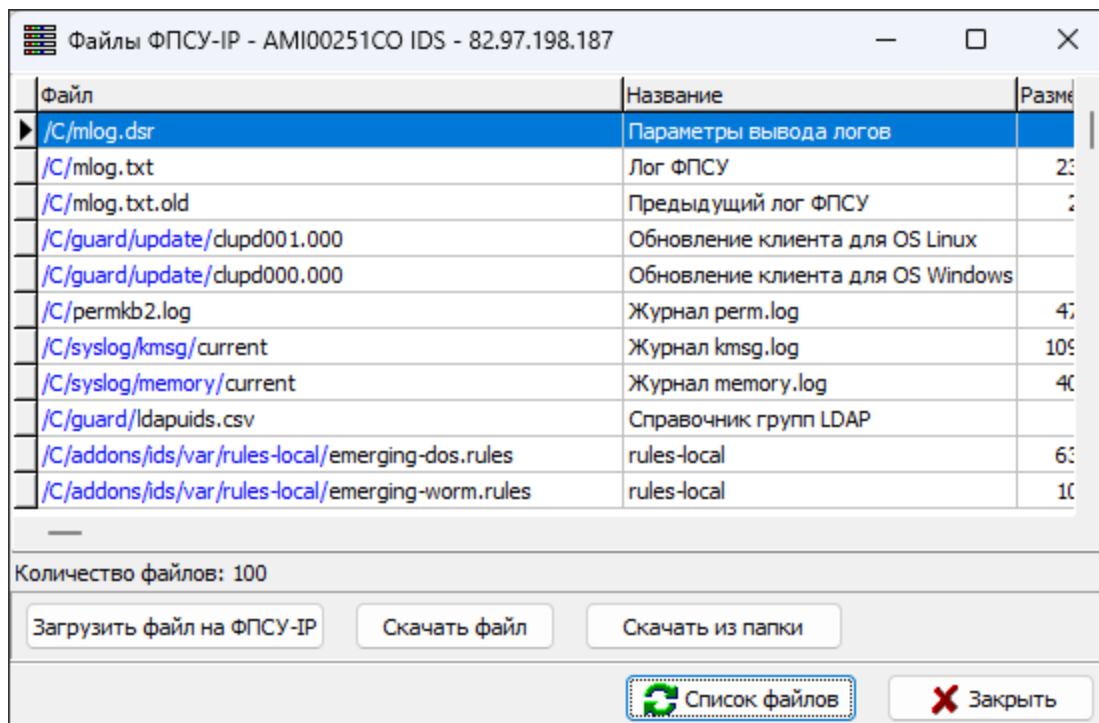 Файлы ФПСУ-IP - AMI00251CO IDS - 82.97.198.187
Файл Название
/C/mlog.dsr Параметры вывода логов
/C/mlog.txt Лог ФПСУ
/C/mlog.txt.old Предыдущий лог ФПСУ
/C/guard/update/clupd001.000 Обновление клиента для OS Linux
/C/guard/update/clupd000.000 Обновление клиента для OS Windows
/C/permkb2.log Журнал perm.log
/C/syslog/kmsg/current Журнал kmsg.log
/C/syslog/memory/current Журнал memory.log
/C/guard/ldapuids.csv Справочник групп LDAP
/C/addons/ids/var/rules-local/emerging-dos.rules rules-local
/C/addons/ids/var/rules-local/emerging-worm.rules rules-local
Количество файлов: 100
Загрузить файл на ФПСУ-IP Скачать файл Скачать из папки
Список файлов Закрыть